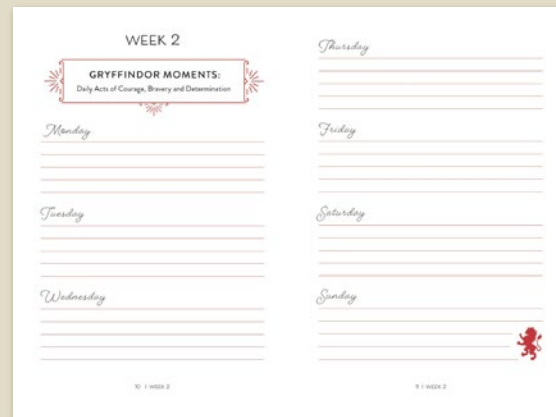 WEEK 2
GRYFFINDOR MOMENTS:
Daily Acts of Courage, Bravery and Determination
Monday
Tuesday
Wednesday
10 | WEEK 2
Thursday
Friday
Saturday
Sunday
9 | WEEK 2